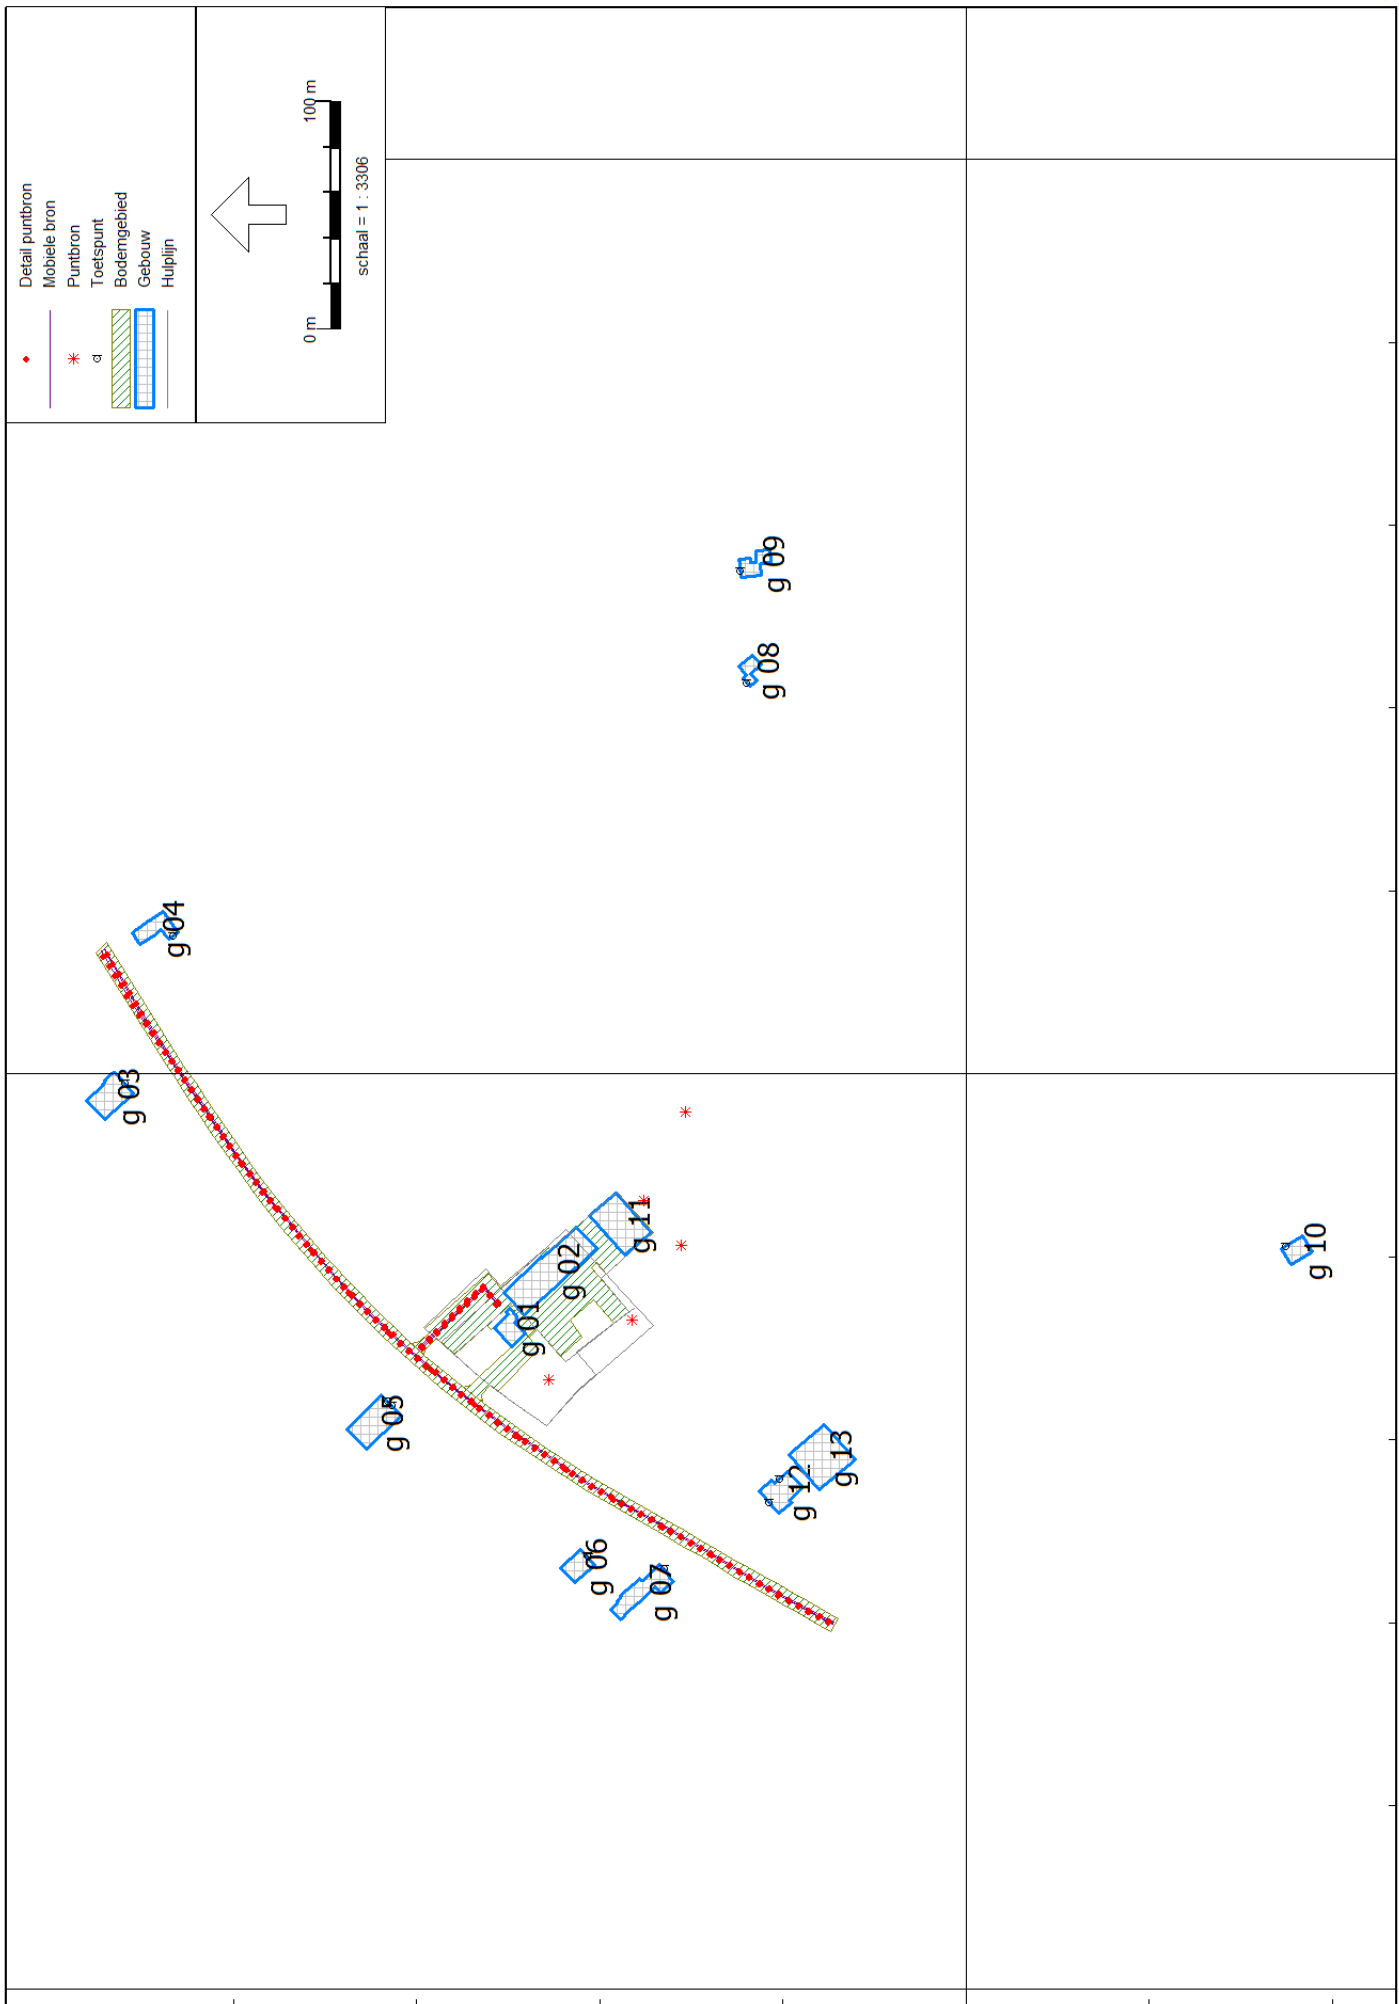 Detail puntbron
Mobiele bron
Puntbron
Toetspunt
Bodemgebied
Gebouw
Hulplijn
0 m
100 m
schaal = 1 : 3306
g 03
g 04
g 05
g 01
g 02
g 11
g 06
g 07
g 12
g 13
g 08
g 09
g 10